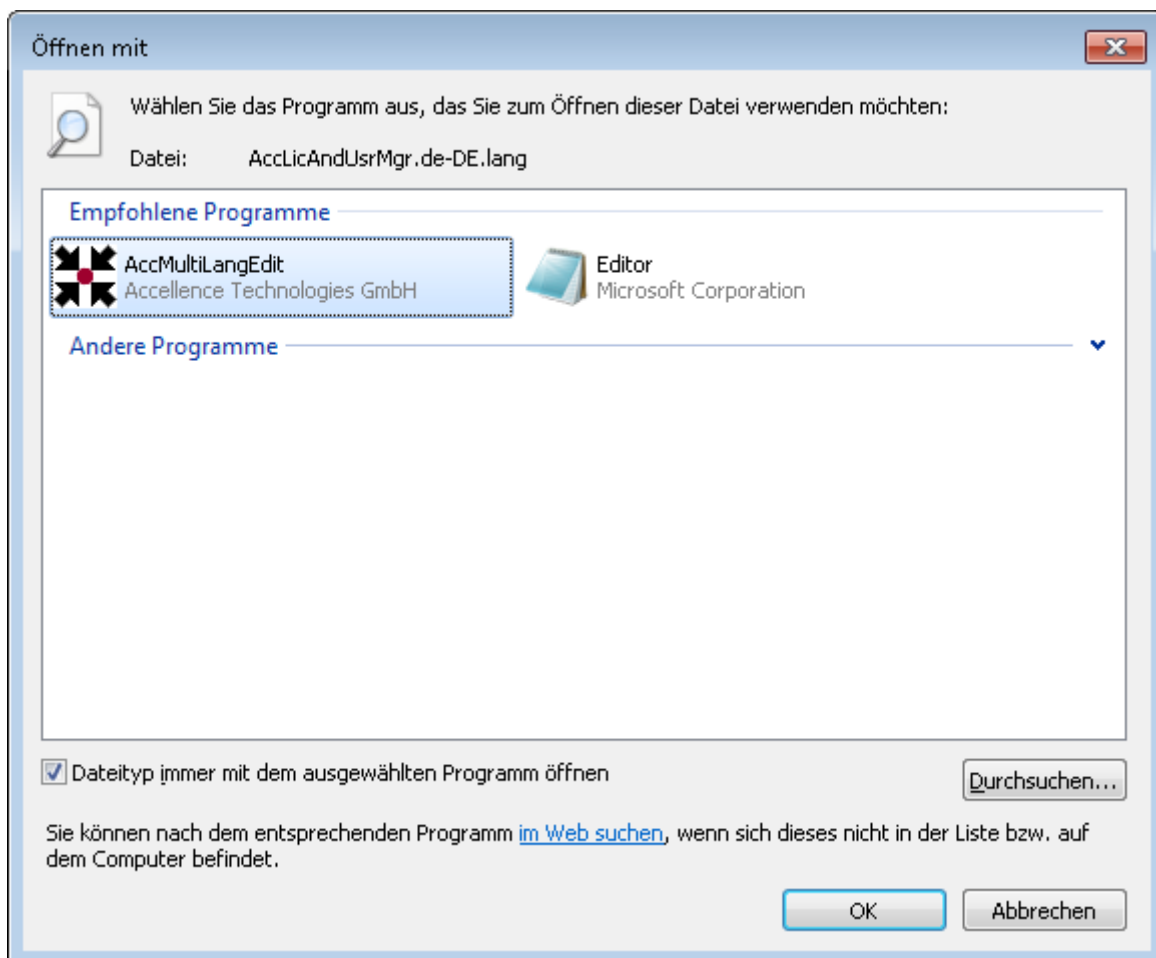 Öffnen mit
Wählen Sie das Programm aus, das Sie zum Öffnen dieser Datei verwenden möchten:
Datei: AccLicAndUsrMgr.de-DE.lang
Empfohlene Programme
AccMultiLangEdit
Accellence Technologies GmbH
Editor
Microsoft Corporation
Andere Programme
Dateityp immer mit dem ausgewählten Programm öffnen
Durchsuchen...
Sie können nach dem entsprechenden Programm im Web suchen, wenn sich dieses nicht in der Liste bzw. auf
dem Computer befindet.
OK
Abbrechen